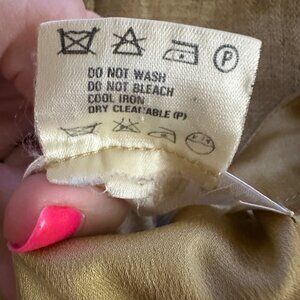 P
DO NOT WASH
DO NOT BLEACH
COOL IRON
DRY CLEANABLE (P)